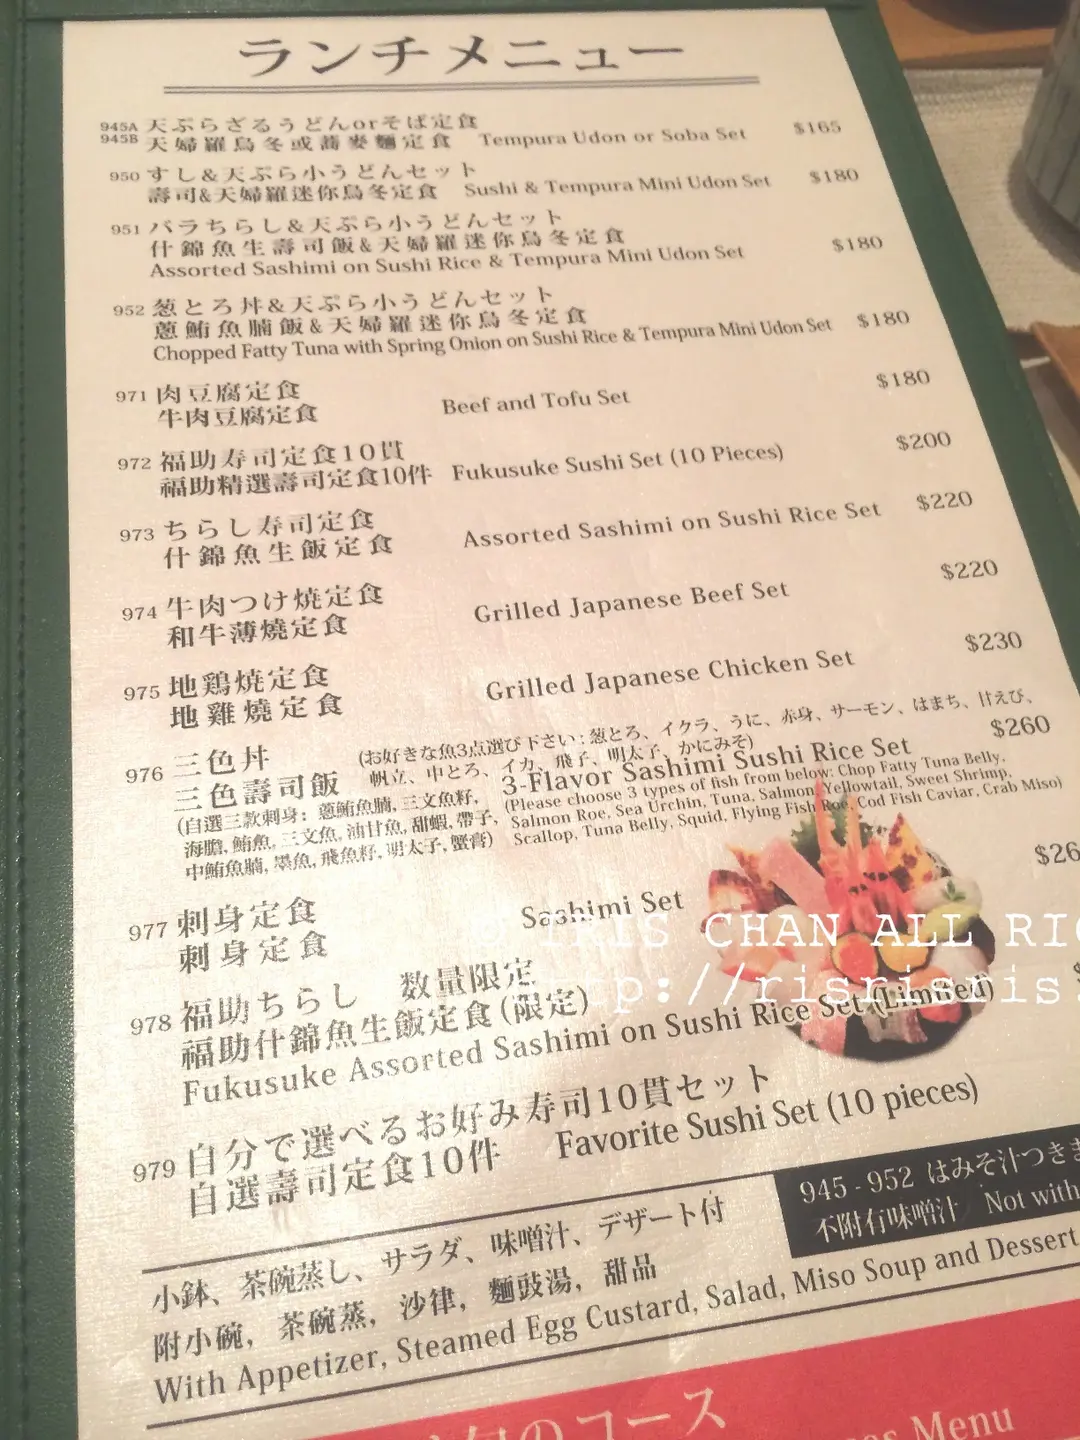 ランチメニュー
945A 天ぷらざるうどんorそば定食
945B 天婦羅烏冬或蕎麥麵定食 Tempura Udon or Soba Set $165
950 すし&天ぷら小うどんセット
壽司&天婦羅迷你烏冬定食 Sushi & Tempura Mini Udon Set $180
951 バラちらし&天ぷら小うどんセット
什錦魚生壽司飯&天婦羅迷你烏冬定食
Assorted Sashimi on Sushi Rice & Tempura Mini Udon Set $180
952 葱とろ丼&天ぷら小うどんセット
蔥鮪魚腩飯&天婦羅迷你烏冬定食
Chopped Fatty Tuna with Spring Onion on Sushi Rice & Tempura Mini Udon Set $180
971 肉豆腐定食
牛肉豆腐定食 Beef and Tofu Set $180
972 福助寿司定食10貫
福助精選壽司定食10件 Fukusuke Sushi Set (10 Pieces) $200
973 ちらし寿司定食
什錦魚生飯定食 Assorted Sashimi on Sushi Rice Set $220
974 牛肉つけ焼定食
和牛薄燒定食 Grilled Japanese Beef Set $220
975 地鶏焼定食
地雞燒定食 Grilled Japanese Chicken Set $230
976 三色丼 (お好きな魚3点選び下さい:葱とろ、イクラ、うに、赤身、サーモン、はまち、甘えび、
帆立、中とろ、イカ、飛子、明太子、かにみそ)
三色壽司飯 3-Flavor Sashimi Sushi Rice Set $260
(自選三款刺身: 蔥鮪魚腩, 三文魚籽,
海膽, 鮪魚, 三文魚, 油甘魚, 甜蝦, 帶子,
中鮪魚腩, 墨魚, 飛魚籽, 明太子, 蟹膏)
(Please choose 3 types of fish from below: Chop Fatty Tuna Belly,
Salmon Roe, Sea Urchin, Tuna, Salmon, Yellowtail, Sweet Shrimp,
Scallop, Tuna Belly, Squid, Flying Fish Roe, Cod Fish Caviar, Crab Miso)
977 刺身定食
刺身定食 Sashimi Set $26
IRIS CHAN ALL RI
p://risrisris
978 福助ちらし 数量限定
福助什錦魚生飯定食(限定)
Fukusuke Assorted Sashimi on Sushi Rice Set (Limited)
979 自分で選べるお好み寿司10貫セット
自選壽司定食10件 Favorite Sushi Set (10 pieces)
945 - 952 はみそ汁つきま
不附有味噌汁 Not with
小鉢、茶碗蒸し、サラダ、味噌汁、デザート付
附小碗, 茶碗蒸, 沙律, 麵豉湯, 甜品
With Appetizer, Steamed Egg Custard, Salad, Miso Soup and Dessert
のコース
Menu